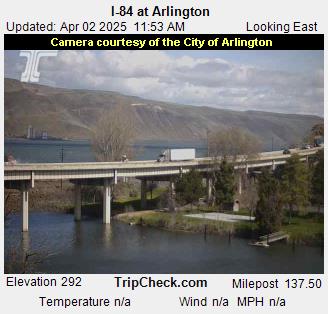 I-84 at Arlington
Updated: Apr 02 2025 11:53 AM Looking East
Camera courtesy of the City of Arlington
Elevation 292 TripCheck.com Milepost 137.50
Temperature n/a Wind n/a MPH n/a